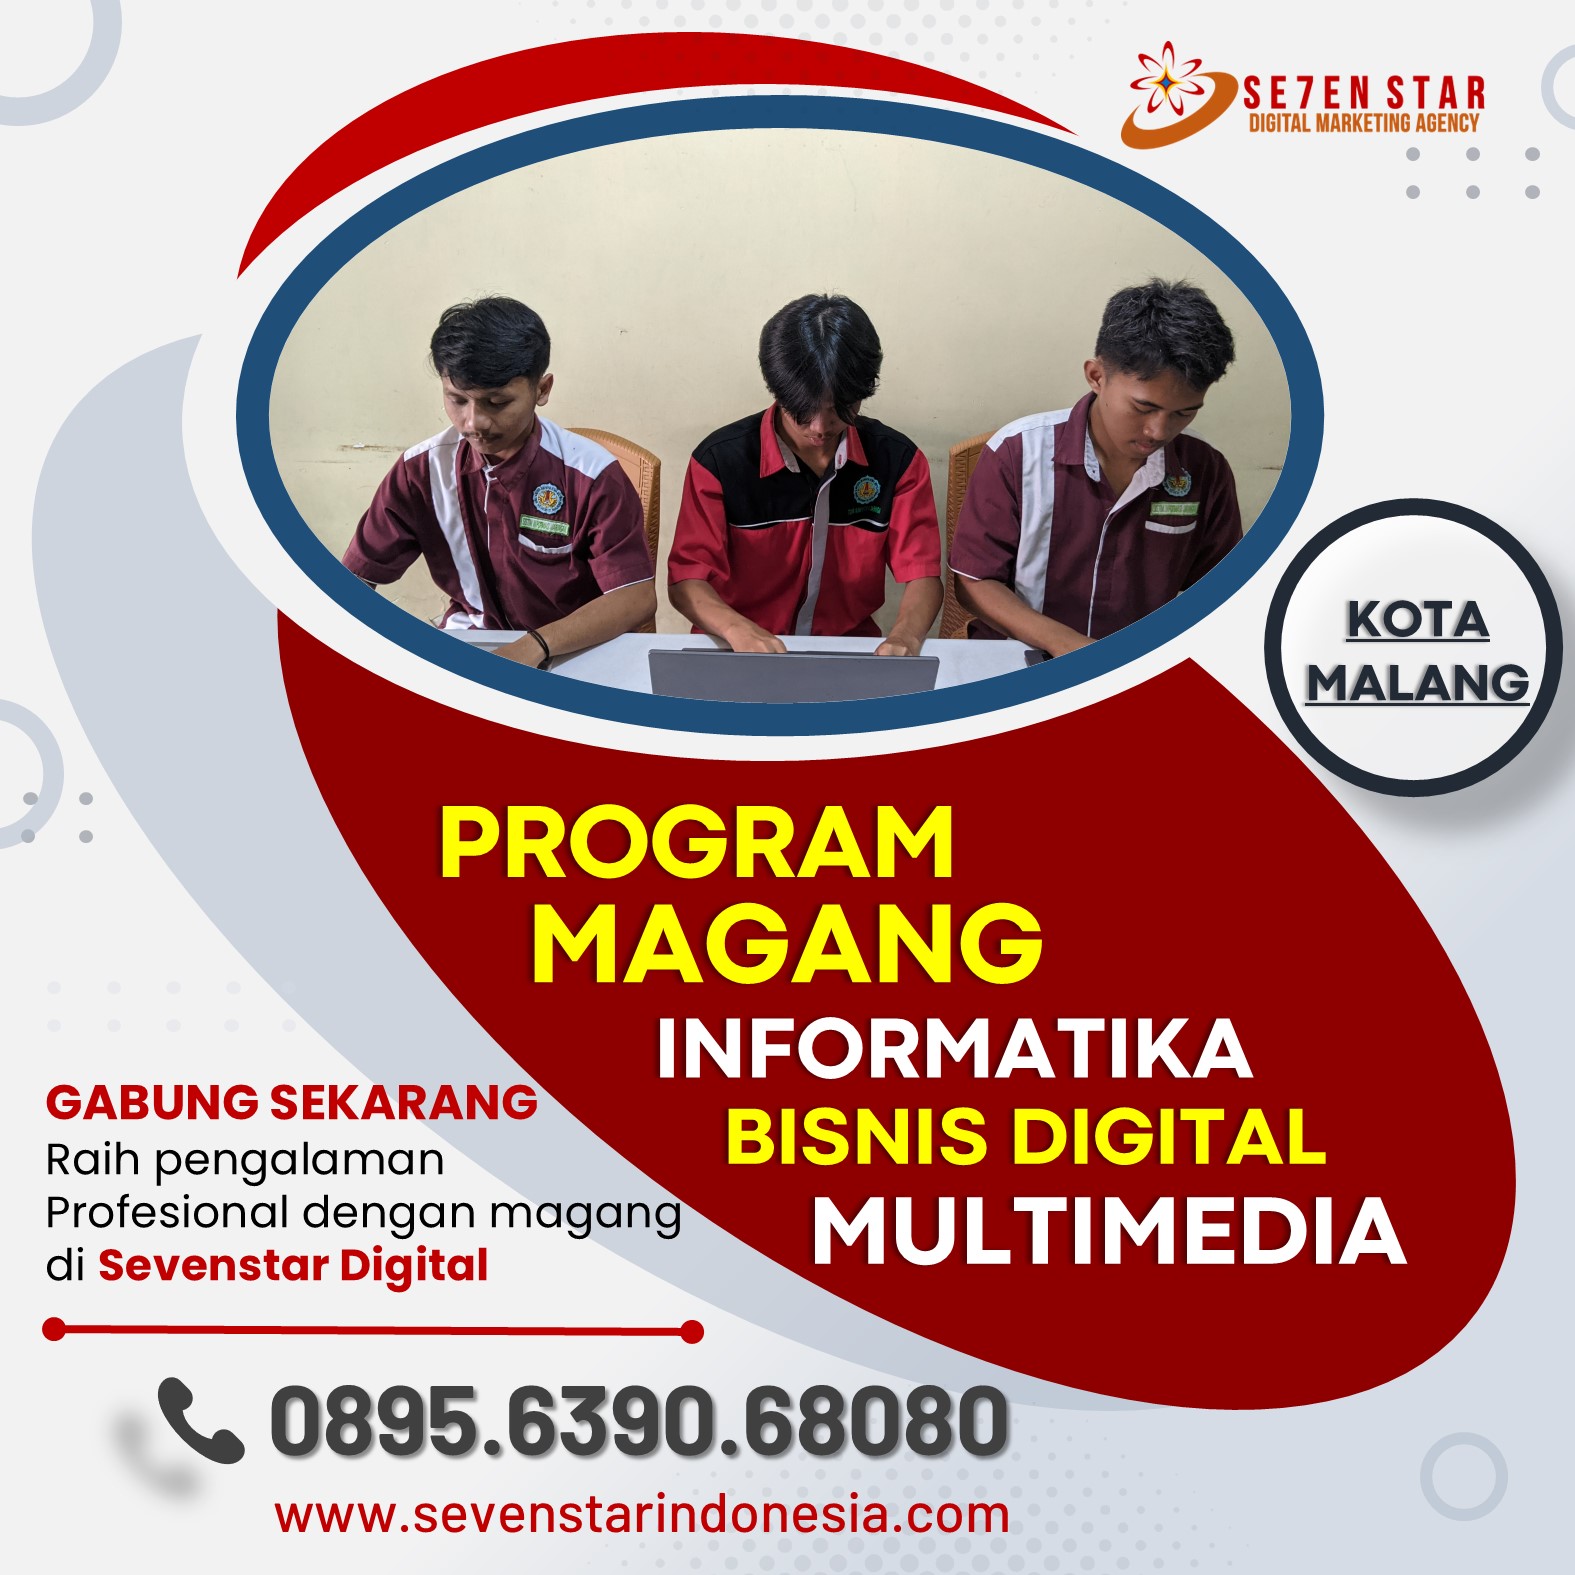 SE7EN STAR
DIGITAL MARKETING AGENCY
KOTA
MALANG
PROGRAM
MAGANG
INFORMATIKA
BISNIS DIGITAL
MULTIMEDIA
GABUNG SEKARANG
Raih pengalaman
Profesional dengan magang
di Sevenstar Digital
0895.6390.68080
www.sevenstarindonesia.com